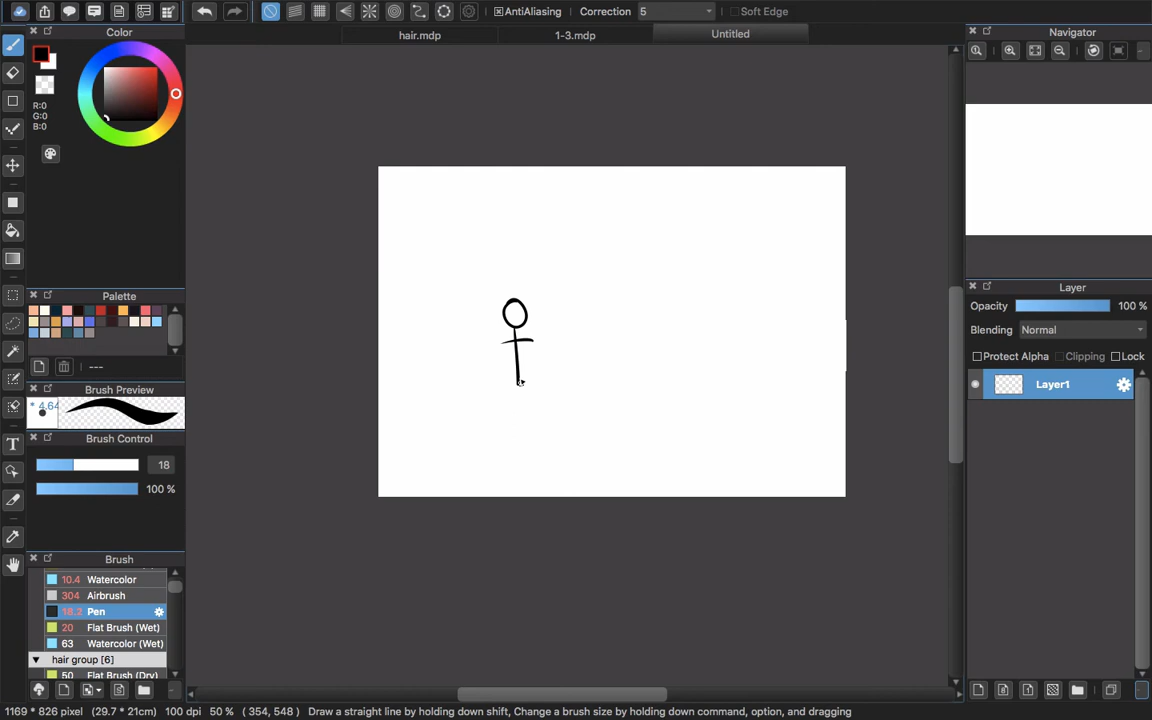 AntiAliasing Correction 5 Soft Edge
hair.mdp 1-3.mdp Untitled
Color
R:0
G:0
B:0
Palette
---
Brush Preview
* 4.64
Brush Control
18
100 %
Brush
10.4 Watercolor
304 Airbrush
18.2 Pen
20 Flat Brush (Wet)
63 Watercolor (Wet)
hair group [6]
50 Flat Brush (Dry)
Navigator
Layer
Opacity 100 %
Blending Normal
Protect Alpha Clipping Lock
Layer1
1169 * 826 pixel (29.7 * 21cm) 100 dpi 50 % ( 354, 548 ) Draw a straight line by holding down shift, Change a brush size by holding down command, option, and dragging